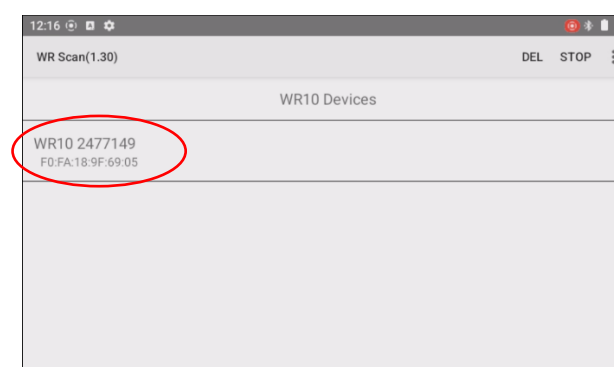 12:16
WR Scan(1.30) DEL STOP
WR10 Devices
WR10 2477149
F0:FA:18:9F:69:05